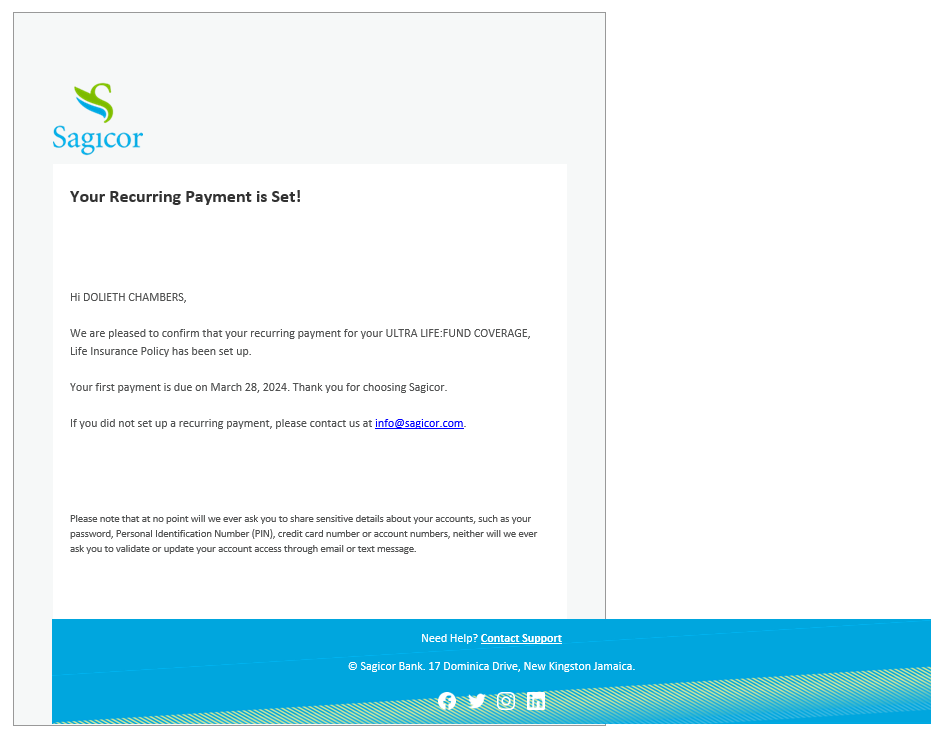 Sagicor
Your Recurring Payment is Set!
Hi DOLIETH CHAMBERS,
We are pleased to confirm that your recurring payment for your ULTRA LIFE:FUND COVERAGE,
Life Insurance Policy has been set up.
Your first payment is due on March 28, 2024. Thank you for choosing Sagicor.
If you did not set up a recurring payment, please contact us at info@sagicor.com.
Please note that at no point will we ever ask you to share sensitive details about your accounts, such as your
password, Personal Identification Number (PIN), credit card number or account numbers, neither will we ever
ask you to validate or update your account access through email or text message.
Need Help? Contact Support
© Sagicor Bank. 17 Dominica Drive, New Kingston Jamaica.